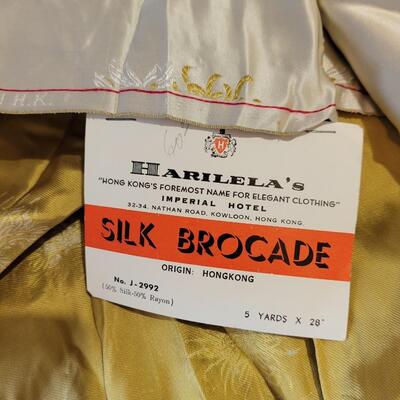 H.K.
60
H
HARILELA'S
"HONG KONG'S FOREMOST NAME FOR ELEGANT CLOTHING"
IMPERIAL HOTEL
32-34, NATHAN ROAD, KOWLOON, HONG KONG.
SILK BROCADE
ORIGIN: HONGKONG
No. J-2992
(50% Silk-50% Rayon)
5 YARDS X 28"